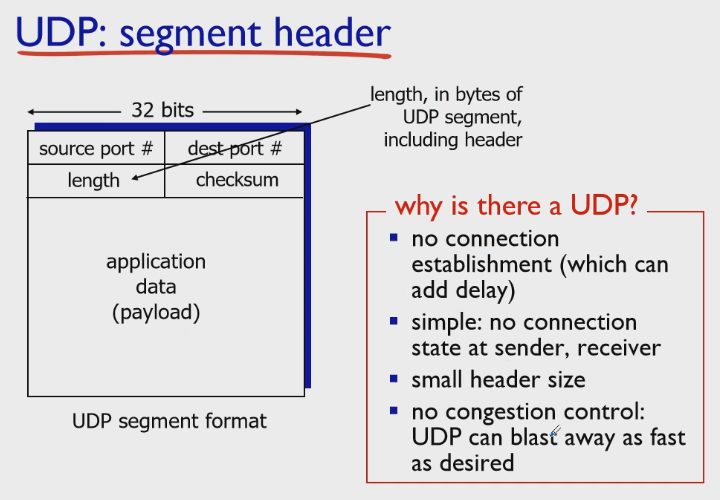 UDP: segment header
32 bits
length, in bytes of
UDP segment,
including header
source port #
dest port #
length
checksum
application
data
(payload)
UDP segment format
why is there a UDP?
no connection
establishment (which can
add delay)
simple: no connection
state at sender, receiver
small header size
no congestion control:
UDP can blast away as fast
as desired